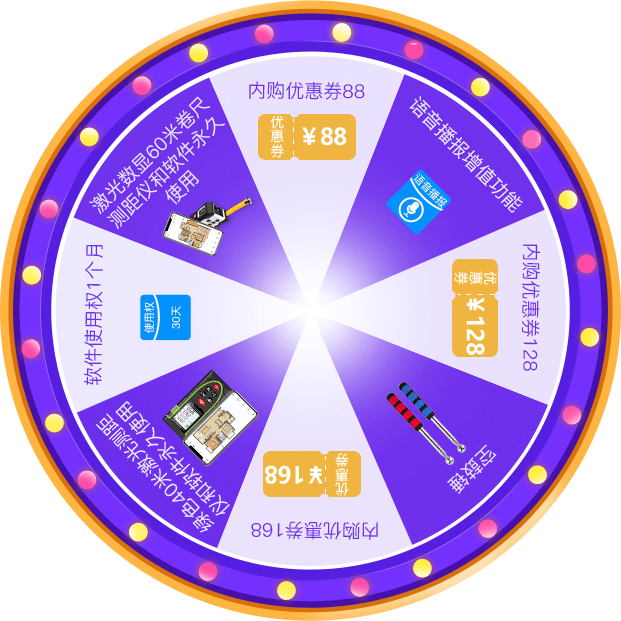 内购优惠券88
优惠券
¥88
语音播报增值功能
语音播报
内购优惠券128
优惠券
¥128
空鼓锤
内购优惠券168
优惠券
¥168
绿色40米激光测距
仪和软件永久使用
软件使用权1个月
使用权
30天
激光数显60米卷尺
测距仪和软件永久
使用